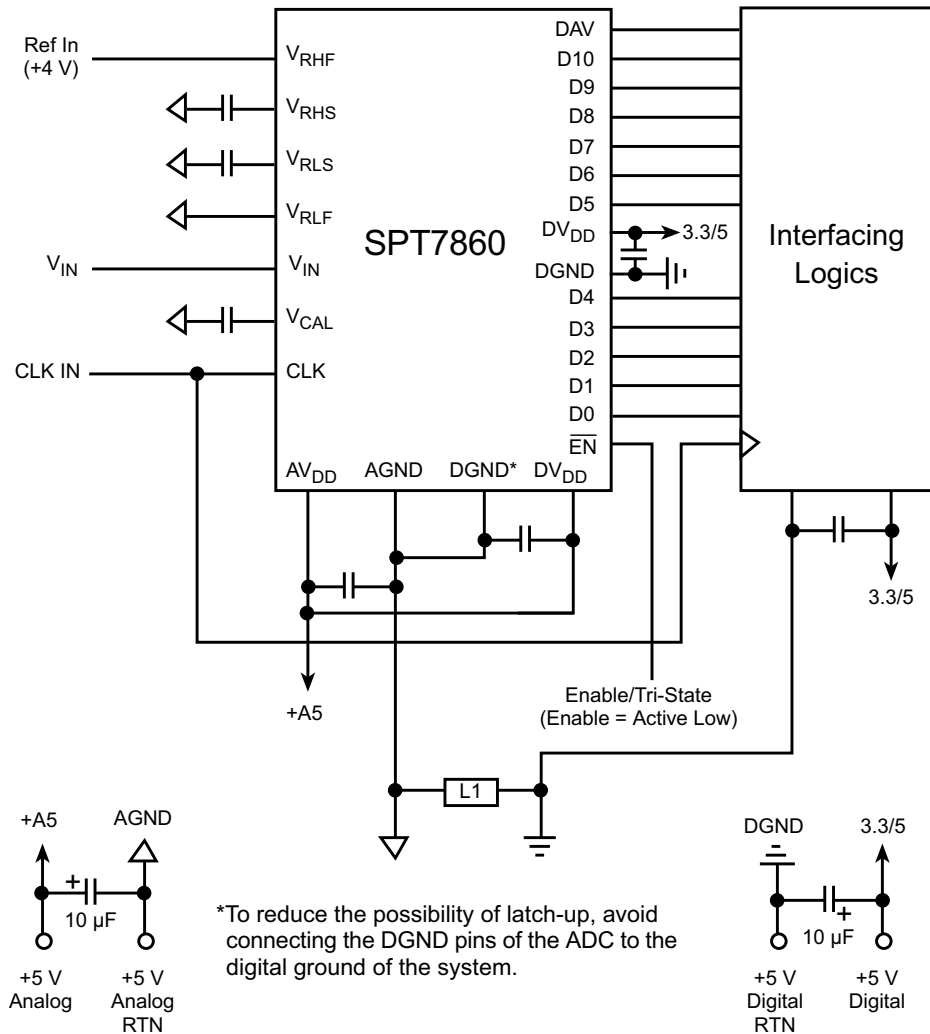 Ref In
(+4 V)
VRHF
VRHS
VRLS
VRLF
VIN
VIN
VCAL
CLK IN
CLK
SPT7860
DAV
D10
D9
D8
D7
D6
D5
DVDD
3.3/5
DGND
D4
D3
D2
D1
D0
EN
AVDD
AGND
DGND*
DVDD
Interfacing
Logics
3.3/5
+A5
Enable/Tri-State
(Enable = Active Low)
L1
+A5
AGND
+
10 µF
+5 V
Analog
+5 V
Analog
RTN
*To reduce the possibility of latch-up, avoid
connecting the DGND pins of the ADC to the
digital ground of the system.
DGND
3.3/5
10 µF
+
+5 V
Digital
RTN
+5 V
Digital